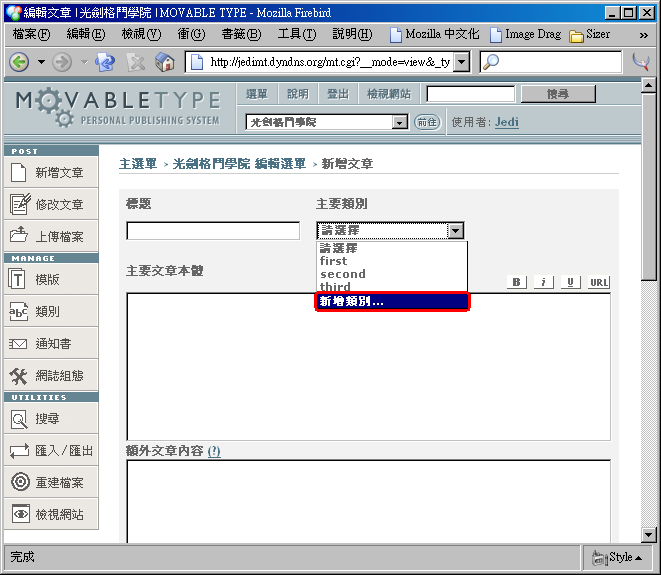 編輯文章 | 光劍格鬥學院 | MOVABLE TYPE - Mozilla Firebird
檔案(F) 編輯(E) 檢視(V) 衝(G) 書籤(B) 工具(T) 說明(H) Mozilla 中文化 Image Drag Sizer »
http://jedimt.dyndns.org/mt.cgi?__mode=view&_ty
MOVABLETYPE
PERSONAL PUBLISHING SYSTEM
選單 說明 登出 檢視網站 搜尋
光劍格鬥學院 前往 使用者: Jedi
POST
新增文章
修改文章
上傳檔案
MANAGE
模版
類別
通知書
網誌組態
UTILITIES
搜尋
匯入/匯出
重建檔案
檢視網站
主選單 > 光劍格鬥學院 編輯選單 > 新增文章
標題 主要類別
請選擇
請選擇
first
second
third
新增類別...
主要文章本體 B i U URL
額外文章內容 (?)
完成 Style